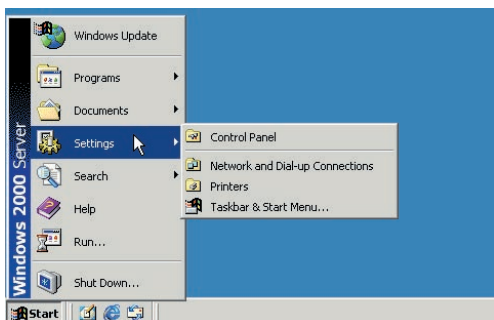 Windows 2000 Server
Windows Update
Programs
Documents
Settings
Search
Help
Run...
Shut Down...
Control Panel
Network and Dial-up Connections
Printers
Taskbar & Start Menu...
Start